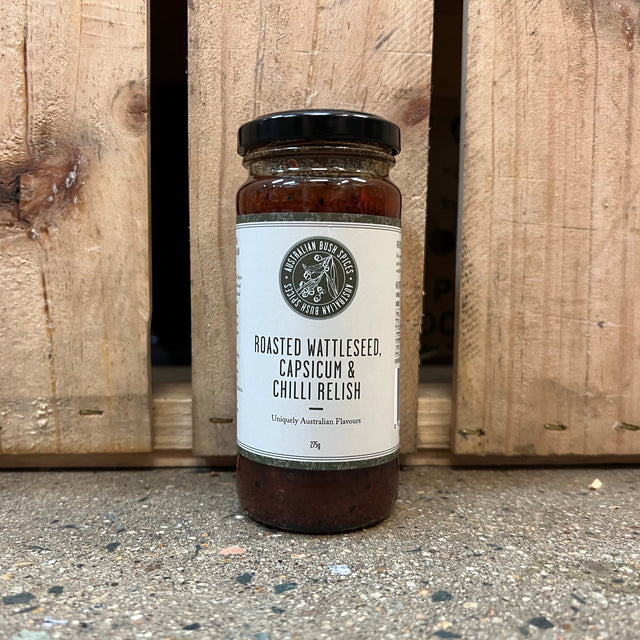 AUSTRALIAN BUSH SPICES • AUSTRALIAN BUSH SPICES •
ROASTED WATTLESEED,
CAPSICUM &
CHILLI RELISH
Uniquely Australian Flavours
275g